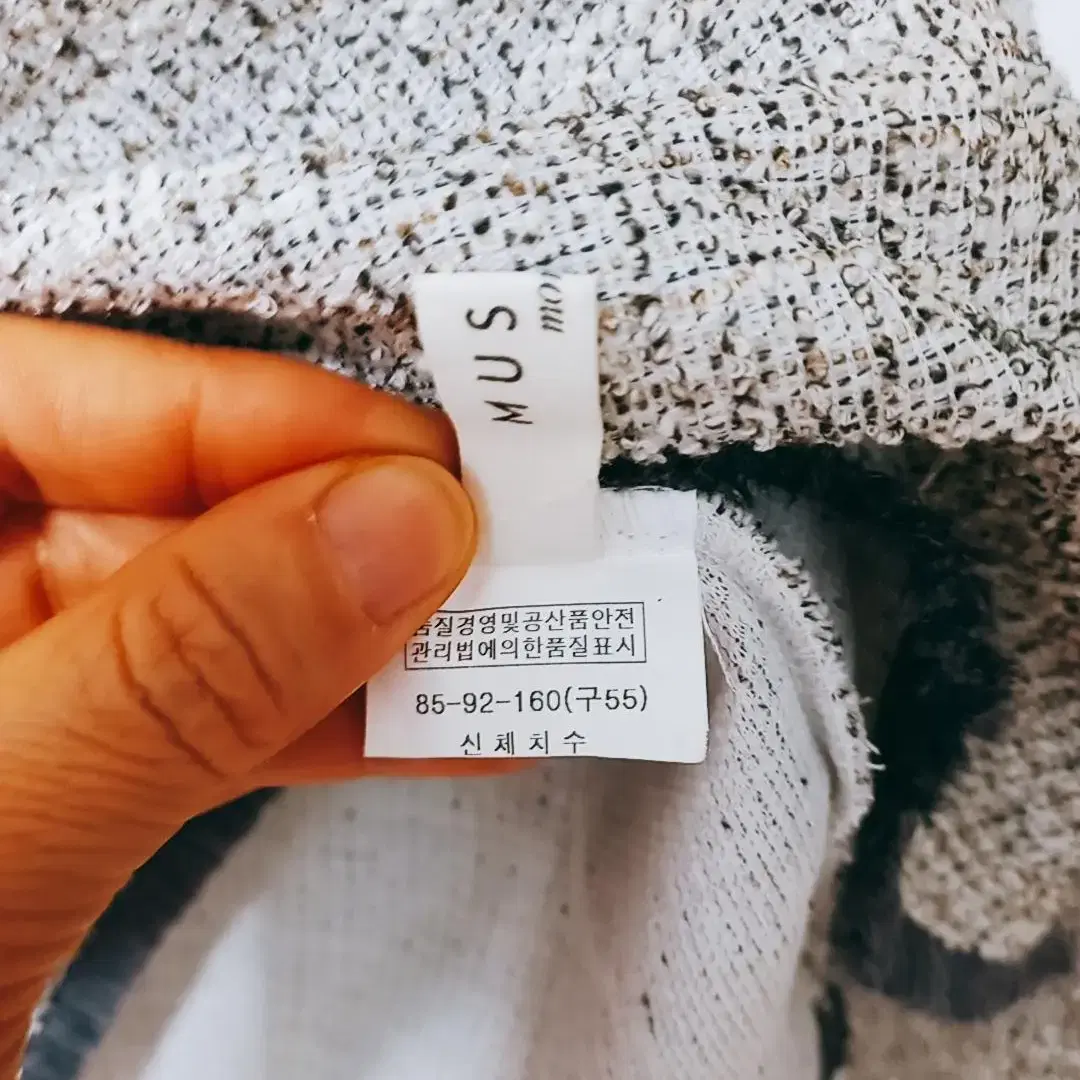 MUS
품질경영및공산품안전
관리법에의한품질표시
85-92-160(구55)
신체치수